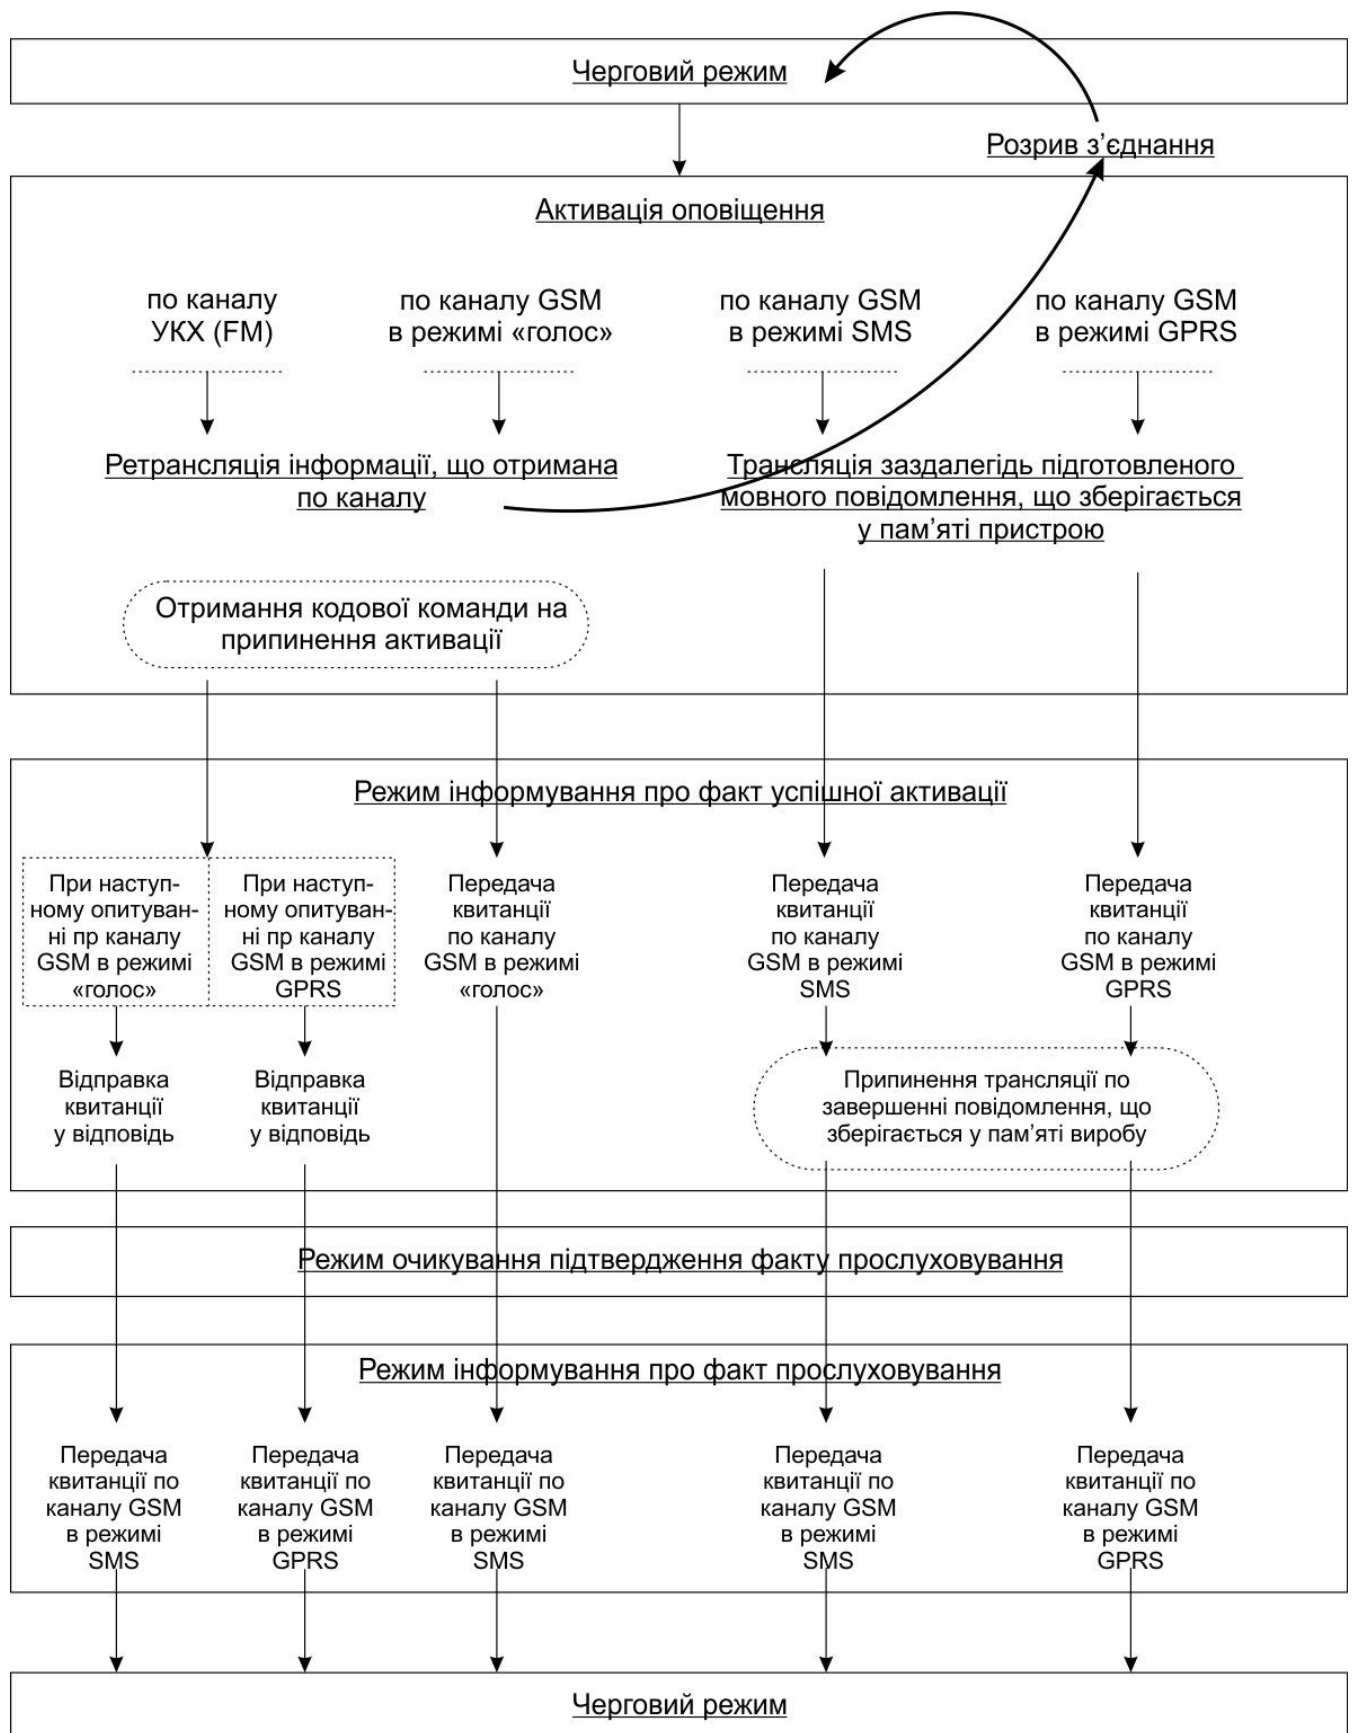 Черговий режим
Розрив з’єднання
Активація оповіщення
по каналу
УКХ (FM)
по каналу GSM
в режимі «голос»
по каналу GSM
в режимі SMS
по каналу GSM
в режимі GPRS
Ретрансляція інформації, що отримана
по каналу
Трансляція заздалегідь підготовленого
мовного повідомлення, що зберігається
у пам’яті пристрою
Отримання кодової команди на
припинення активації
Режим інформування про факт успішної активації
При наступ-
ному опитуван-
ні пр каналу
GSM в режимі
«голос»
При наступ-
ному опитуван-
ні пр каналу
GSM в режимі
GPRS
Передача
квитанції
по каналу
GSM в режимі
«голос»
Передача
квитанції
по каналу
GSM в режимі
SMS
Передача
квитанції
по каналу
GSM в режимі
GPRS
Відправка
квитанції
у відповідь
Відправка
квитанції
у відповідь
Припинення трансляції по
завершенні повідомлення, що
зберігається у пам’яті виробу
Режим очикування підтвердження факту прослуховування
Режим інформування про факт прослуховування
Передача
квитанції по
каналу GSM
в режимі
SMS
Передача
квитанції по
каналу GSM
в режимі
GPRS
Передача
квитанції по
каналу GSM
в режимі
SMS
Передача
квитанції по
каналу GSM
в режимі
SMS
Передача
квитанції по
каналу GSM
в режимі
GPRS
Черговий режим